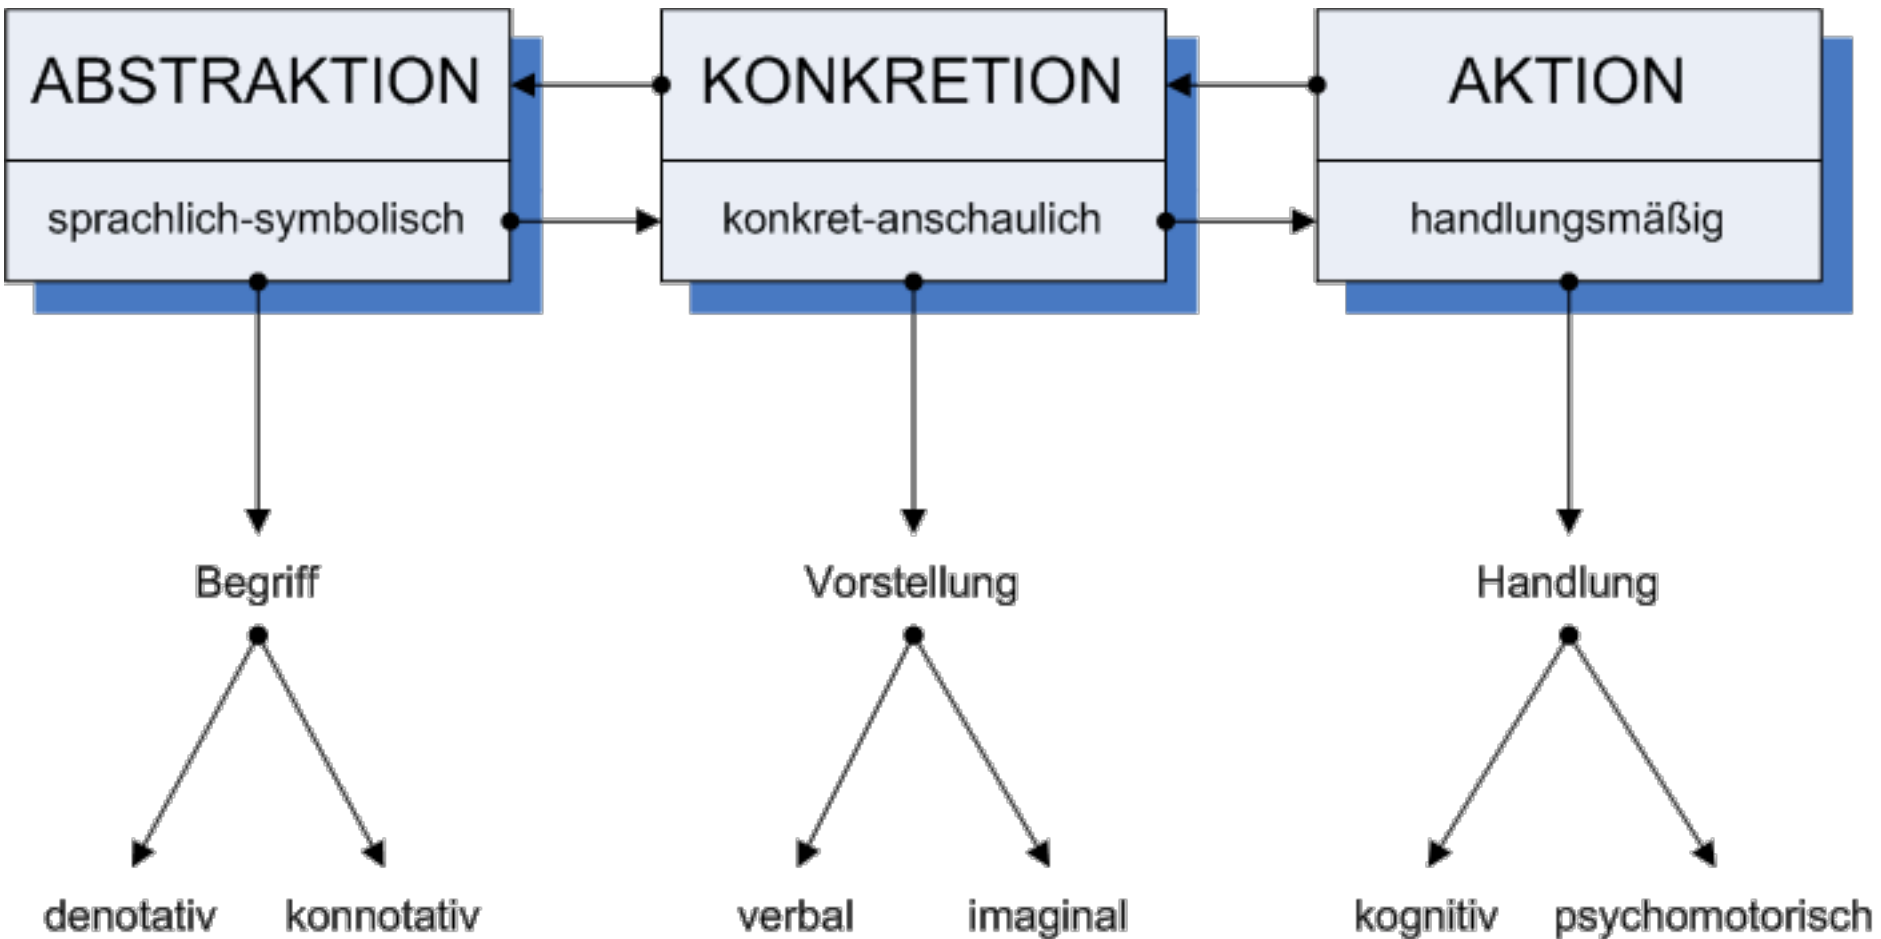 ABSTRAKTION
KONKRETION
AKTION
sprachlich-symbolisch
konkret-anschaulich
handlungsmäßig
Begriff
Vorstellung
Handlung
denotativ
konnotativ
verbal
imaginal
kognitiv
psychomotorisch